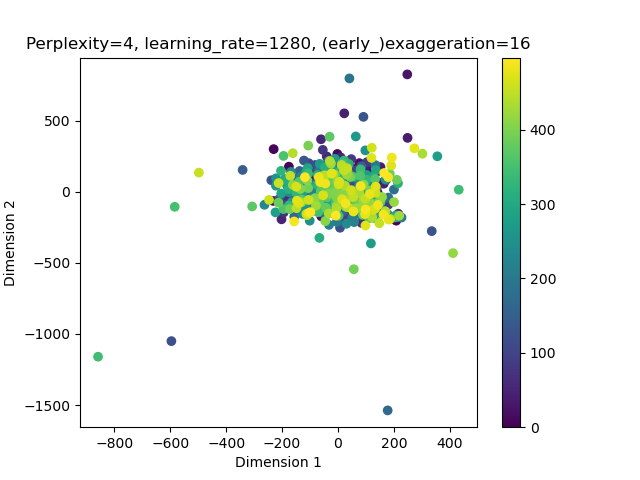 Perplexity=4, learning_rate=1280, (early_)exaggeration=16
Dimension 2
500
0
−500
−1000
−1500
−800 −600 −400 −200 0 200 400
Dimension 1
400
300
200
100
0